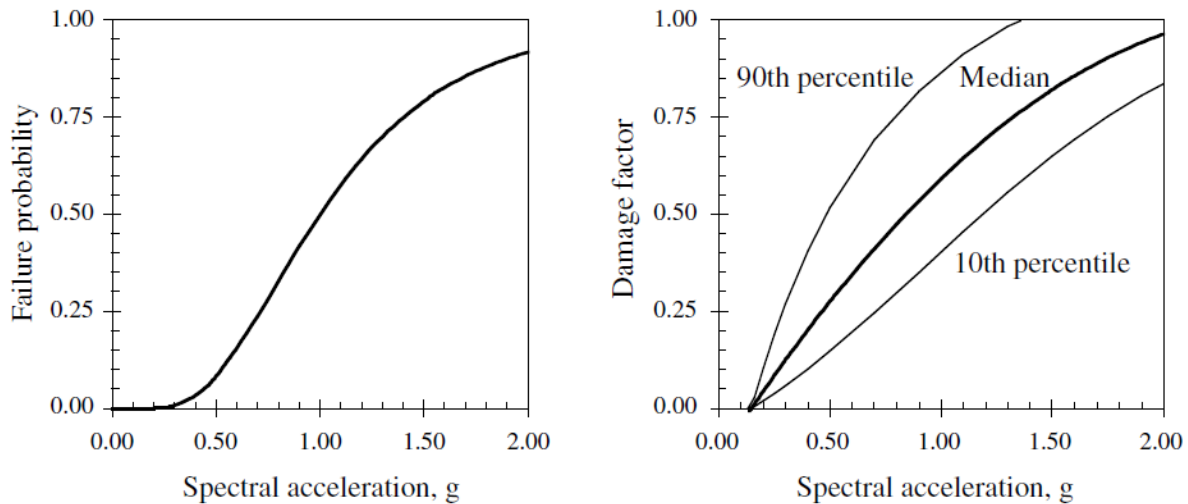 Failure probability
1.00
0.75
0.50
0.25
0.00
0.00 0.50 1.00 1.50 2.00
Spectral acceleration, g
Damage factor
1.00
0.75
0.50
0.25
0.00
90th percentile
Median
10th percentile
0.00 0.50 1.00 1.50 2.00
Spectral acceleration, g